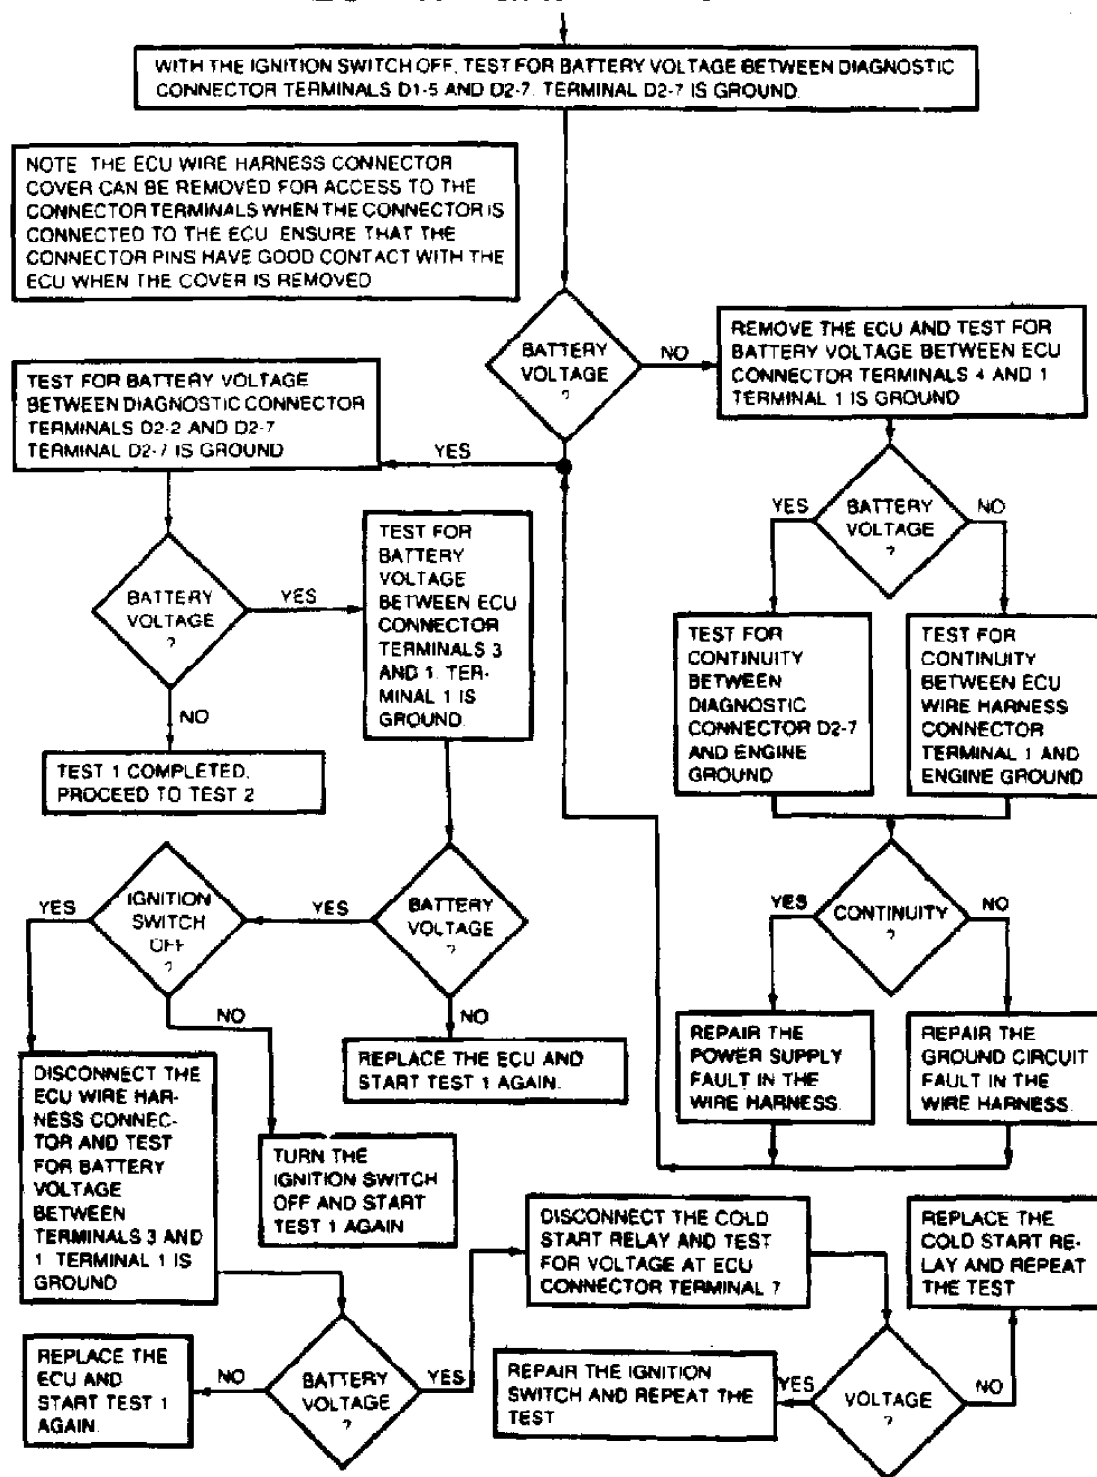 WITH THE IGNITION SWITCH OFF, TEST FOR BATTERY VOLTAGE BETWEEN DIAGNOSTIC
CONNECTOR TERMINALS D1-5 AND D2-7. TERMINAL D2-7 IS GROUND.
NOTE THE ECU WIRE HARNESS CONNECTOR
COVER CAN BE REMOVED FOR ACCESS TO THE
CONNECTOR TERMINALS WHEN THE CONNECTOR IS
CONNECTED TO THE ECU ENSURE THAT THE
CONNECTOR PINS HAVE GOOD CONTACT WITH THE
ECU WHEN THE COVER IS REMOVED
BATTERY
VOLTAGE
?
NO
REMOVE THE ECU AND TEST FOR
BATTERY VOLTAGE BETWEEN ECU
CONNECTOR TERMINALS 4 AND 1
TERMINAL 1 IS GROUND
TEST FOR BATTERY VOLTAGE
BETWEEN DIAGNOSTIC CONNECTOR
TERMINALS D2-2 AND D2-7
TERMINAL D2-7 IS GROUND
YES
YES
BATTERY
VOLTAGE
?
NO
TEST FOR
BATTERY
VOLTAGE
BETWEEN ECU
CONNECTOR
TERMINALS 3
AND 1. TER-
MINAL 1 IS
GROUND.
BATTERY
VOLTAGE
?
YES
TEST FOR
CONTINUITY
BETWEEN
DIAGNOSTIC
CONNECTOR D2-7
AND ENGINE
GROUND
TEST FOR
CONTINUITY
BETWEEN ECU
WIRE HARNESS
CONNECTOR
TERMINAL 1 AND
ENGINE GROUND
NO
TEST 1 COMPLETED,
PROCEED TO TEST 2
YES
IGNITION
SWITCH
OFF
?
YES
BATTERY
VOLTAGE
?
YES
CONTINUITY
?
NO
NO
NO
REPLACE THE ECU AND
START TEST 1 AGAIN.
REPAIR THE
POWER SUPPLY
FAULT IN THE
WIRE HARNESS.
REPAIR THE
GROUND CIRCUIT
FAULT IN THE
WIRE HARNESS.
DISCONNECT THE
ECU WIRE HAR-
NESS CONNEC-
TOR AND TEST
FOR BATTERY
VOLTAGE
BETWEEN
TERMINALS 3 AND
1 TERMINAL 1 IS
GROUND
TURN THE
IGNITION SWITCH
OFF AND START
TEST 1 AGAIN
DISCONNECT THE COLD
START RELAY AND TEST
FOR VOLTAGE AT ECU
CONNECTOR TERMINAL 7
REPLACE THE
COLD START RE-
LAY AND REPEAT
THE TEST
REPLACE THE
ECU AND
START TEST 1
AGAIN.
NO
BATTERY
VOLTAGE
?
YES
REPAIR THE IGNITION
SWITCH AND REPEAT THE
TEST
YES
VOLTAGE
?
NO